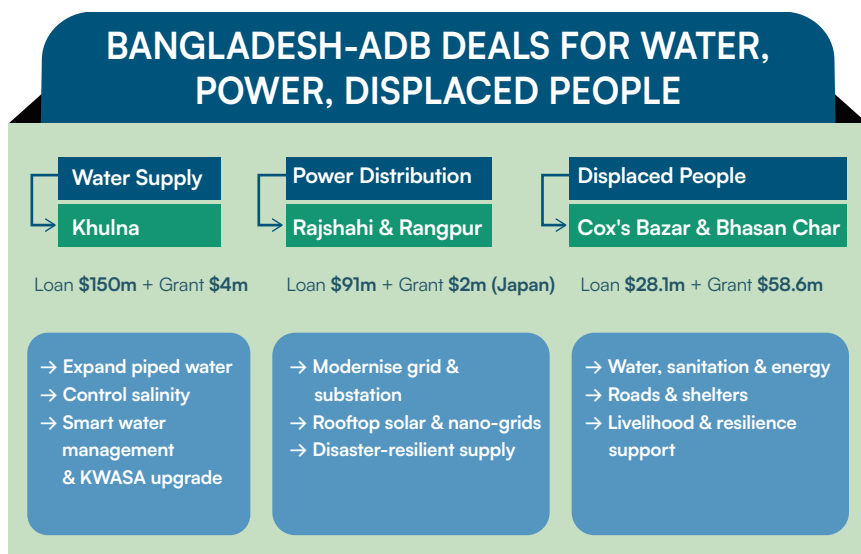 BANGLADESH-ADB DEALS FOR WATER,
POWER, DISPLACED PEOPLE
Water Supply
Khulna
Loan $150m + Grant $4m
→ Expand piped water
→ Control salinity
→ Smart water
management
& KWASA upgrade
Power Distribution
Rajshahi & Rangpur
Loan $91m + Grant $2m (Japan)
→ Modernise grid &
substation
→ Rooftop solar & nano-grids
→ Disaster-resilient supply
Displaced People
Cox's Bazar & Bhasan Char
Loan $28.1m + Grant $58.6m
→ Water, sanitation & energy
→ Roads & shelters
→ Livelihood & resilience
support